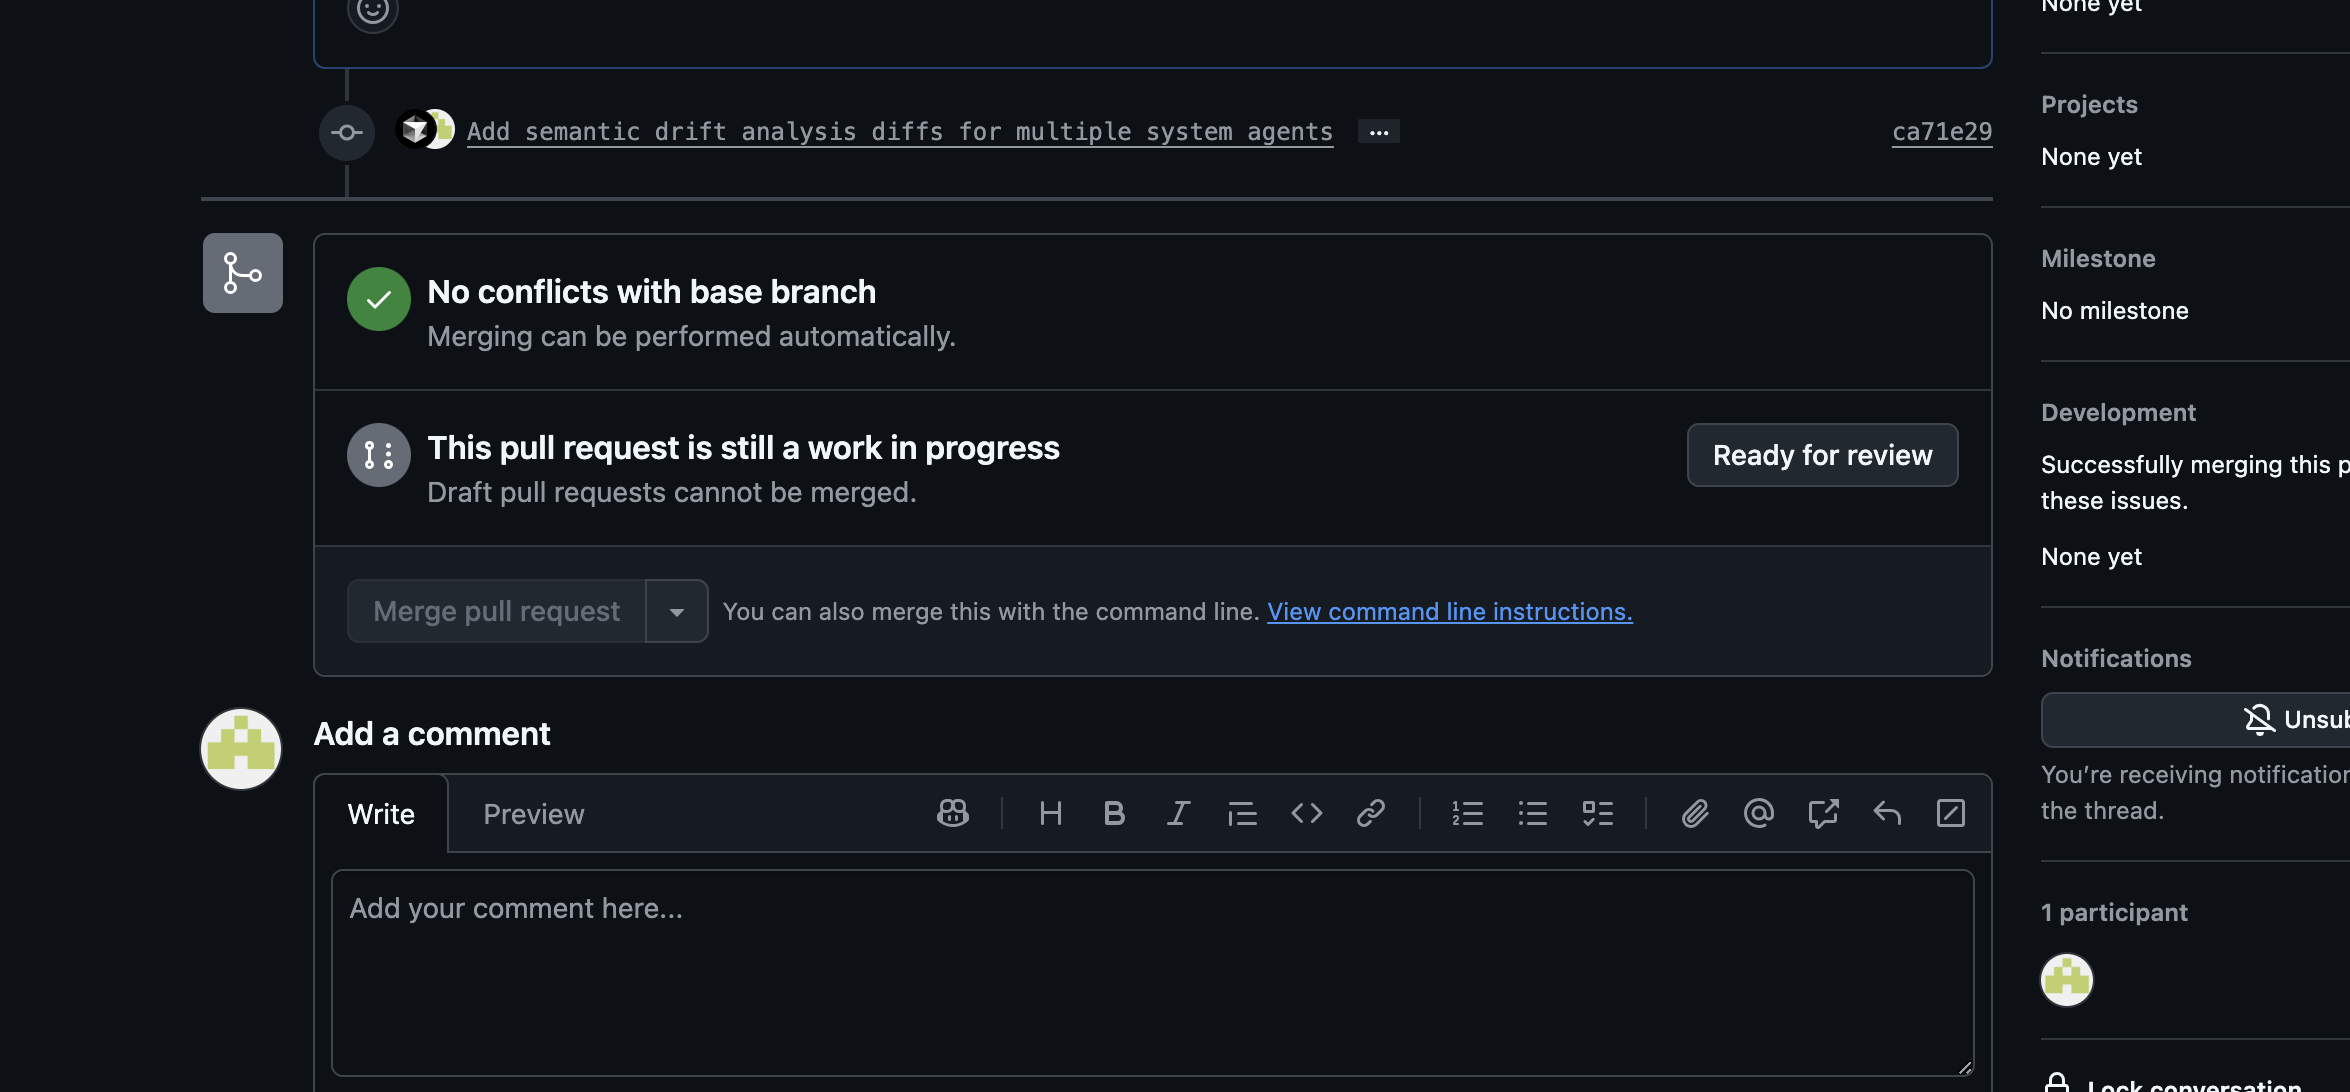 None yet
Projects
Add semantic drift analysis diffs for multiple system agents
ca71e29
None yet
No conflicts with base branch
Merging can be performed automatically.
Milestone
No milestone
This pull request is still a work in progress
Draft pull requests cannot be merged.
Ready for review
Development
Successfully merging this p
these issues.
None yet
Merge pull request
You can also merge this with the command line. View command line instructions.
Notifications
Unsub
You're receiving notification
the thread.
Add a comment
Write
Preview
Add your comment here...
1 participant
Lock conversation